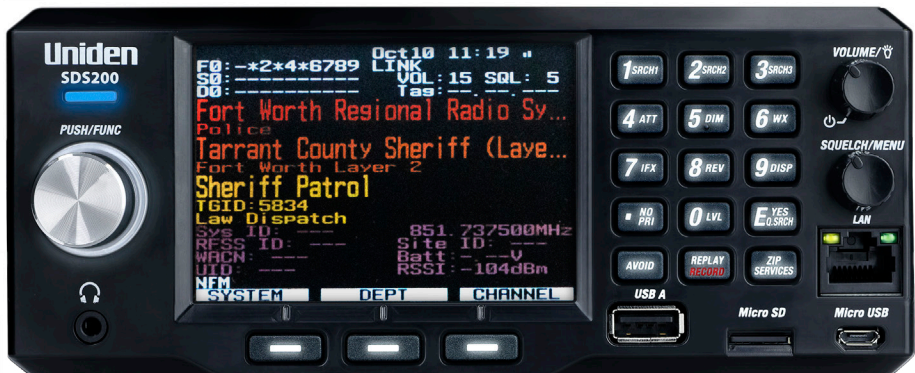 Uniden
SDS200
PUSH/FUNC
Oct10 11:19
F0:-*2*4*6789 LINK
S0:---------- VOL:15 SQL: 5
D0:---------- Tag:--.--.---
Fort Worth Regional Radio Sy...
Police
Tarrant County Sheriff (Laye...
Fort Worth Layer 2
Sheriff Patrol
TGID:5834
Law Dispatch
Sys ID: --- 851.737500MHz
RFSS ID: --- Site ID: ---
WACN: --- Batt:-.--V
UID: --- RSSI:-104dBm
NFM
SYSTEM DEPT CHANNEL
1 SRCH1 2 SRCH2 3 SRCH3
4 ATT 5 DIM 6 WX
7 IFX 8 REV 9 DISP
. NO PRI 0 LVL E YES Q.SRCH
AVOID REPLAY RECORD ZIP SERVICES
VOLUME/
SQUELCH/MENU
LAN
USB A
Micro SD
Micro USB